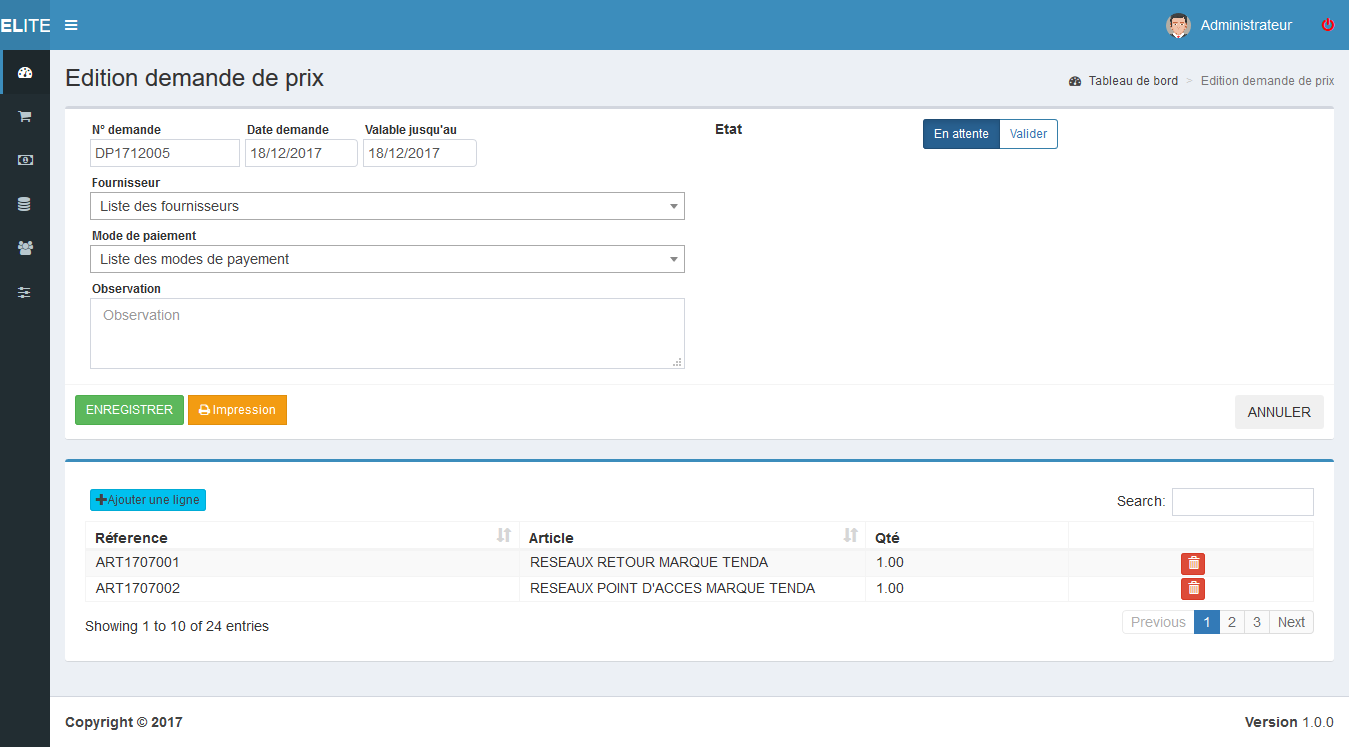 ELITE
Administrateur
Edition demande de prix
Tableau de bord > Edition demande de prix
N° demande Date demande Valable jusqu'au
DP1712005 18/12/2017 18/12/2017
Etat
En attente Valider
Fournisseur
Liste des fournisseurs
Mode de paiement
Liste des modes de payement
Observation
Observation
ENREGISTRER Impression ANNULER
Ajouter une ligne
Search:
Réference Article Qté
ART1707001 RESEAUX RETOUR MARQUE TENDA 1.00
ART1707002 RESEAUX POINT D'ACCES MARQUE TENDA 1.00
Showing 1 to 10 of 24 entries
Previous 1 2 3 Next
Copyright © 2017
Version 1.0.0